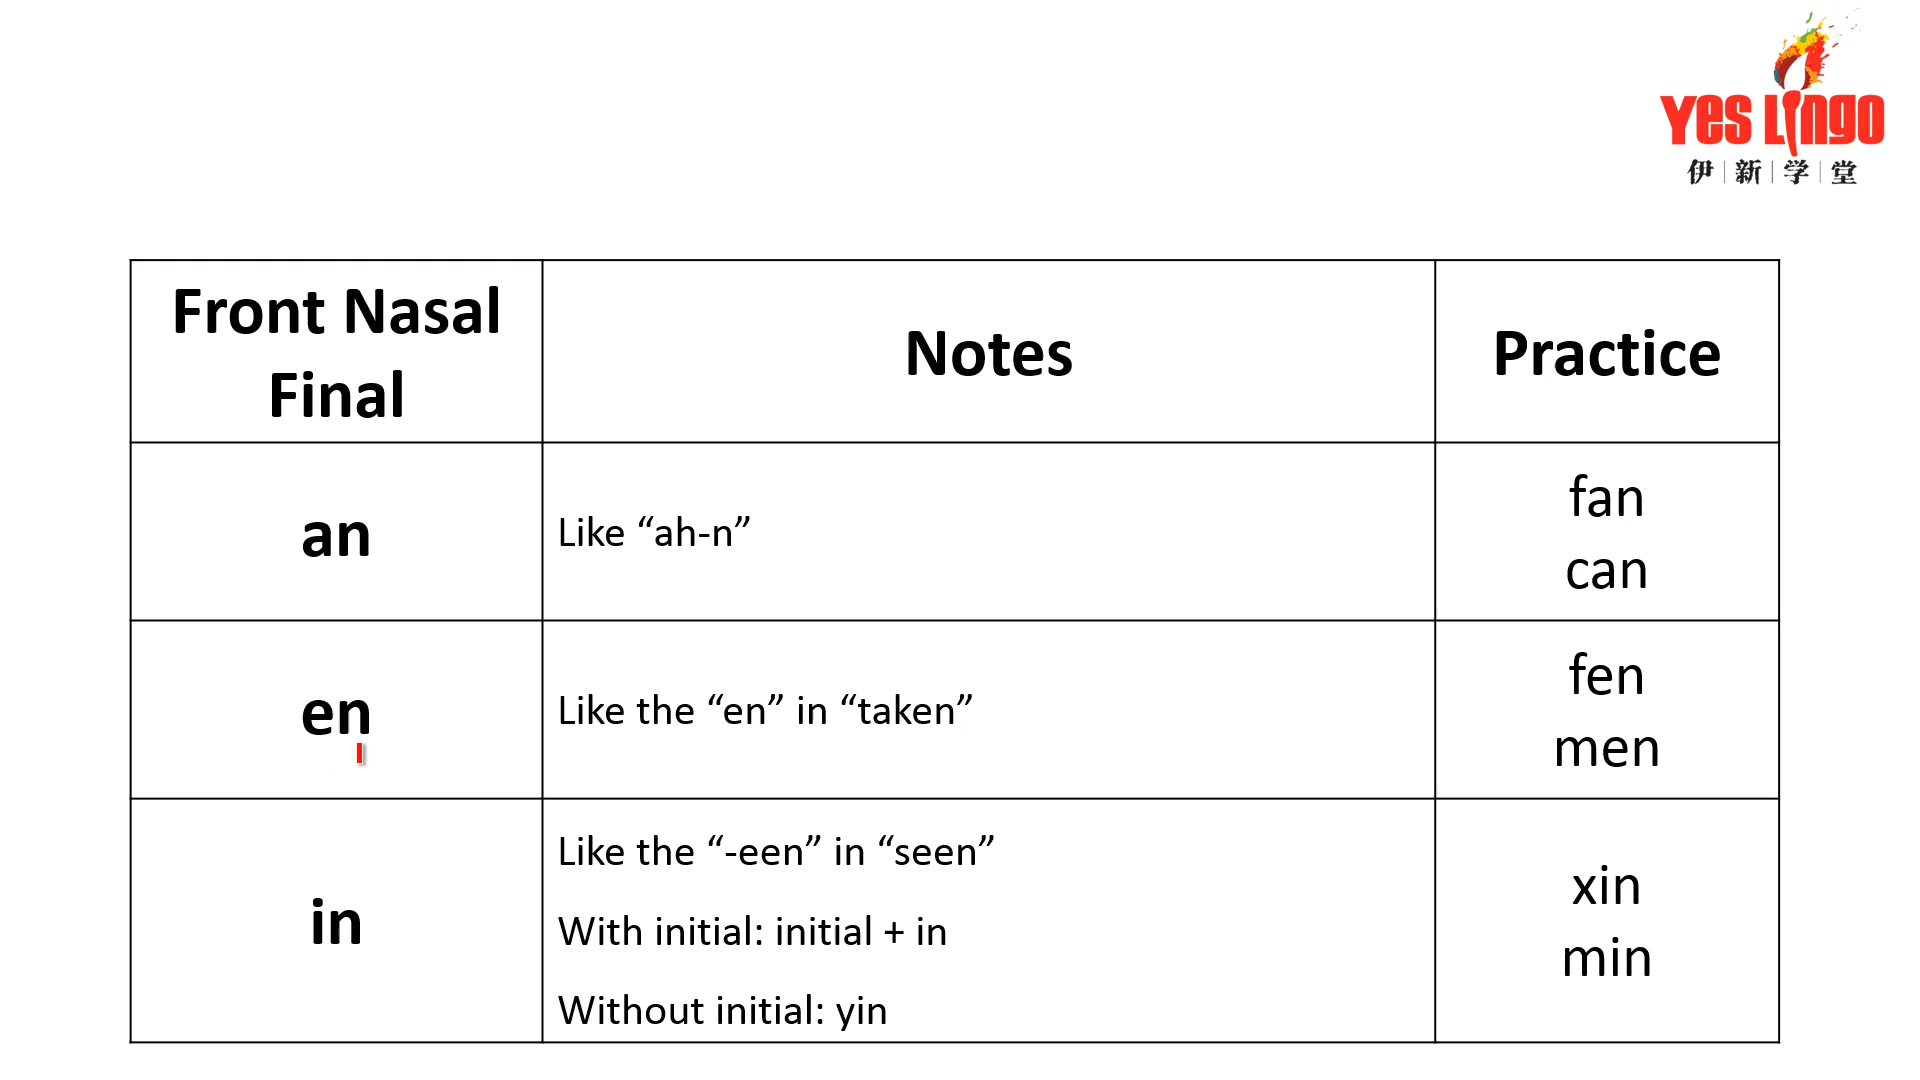 Yes Lingo
伊新学堂
Front Nasal
Final
Notes
Practice
an
Like “ah-n”
fan
can
en
Like the “en” in “taken”
fen
men
in
Like the “-een” in “seen”
With initial: initial + in
Without initial: yin
xin
min